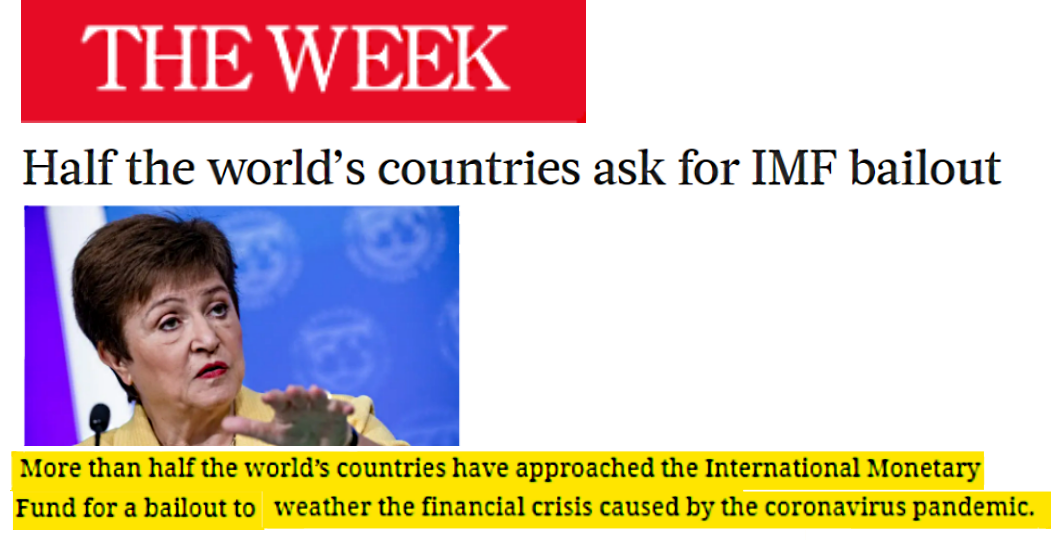 THE WEEK
Half the world’s countries ask for IMF bailout
More than half the world’s countries have approached the International Monetary
Fund for a bailout to weather the financial crisis caused by the coronavirus pandemic.